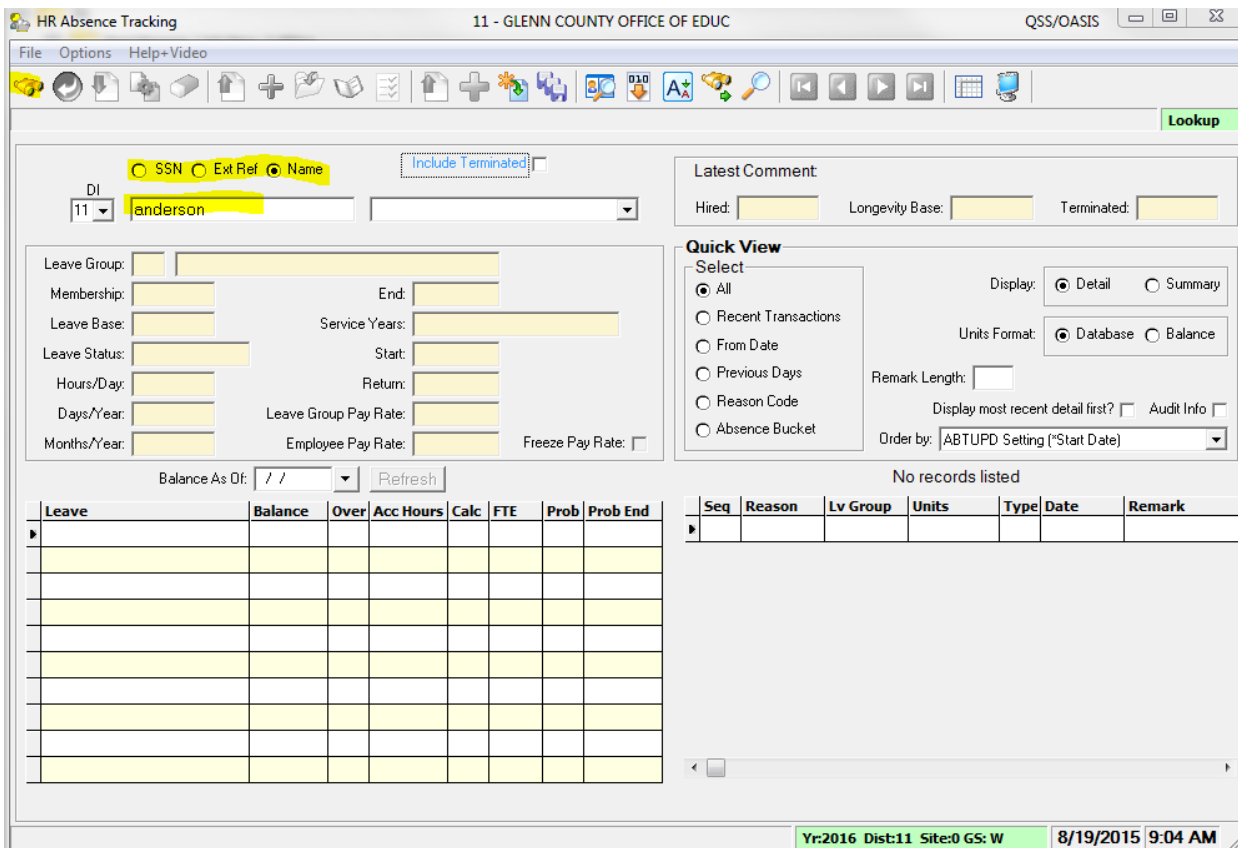 HR Absence Tracking 11 - GLENN COUNTY OFFICE OF EDUC QSS/OASIS
File Options Help+Video
Lookup
SSN Ext Ref Name Include Terminated
DI
11 anderson
Latest Comment:
Hired: Longevity Base: Terminated:
Leave Group:
Membership: End:
Leave Base: Service Years:
Leave Status: Start:
Hours/Day: Return:
Days/Year: Leave Group Pay Rate:
Months/Year: Employee Pay Rate: Freeze Pay Rate:
Quick View
Select
All
Recent Transactions
From Date
Previous Days
Reason Code
Absence Bucket
Display: Detail Summary
Units Format: Database Balance
Remark Length:
Display most recent detail first? Audit Info
Order by: ABTUPD Setting (*Start Date)
Balance As Of: / / Refresh
Leave Balance Over Acc Hours Calc FTE Prob Prob End
No records listed
Seq Reason Lv Group Units Type Date Remark
Yr:2016 Dist:11 Site:0 GS: W 8/19/2015 9:04 AM